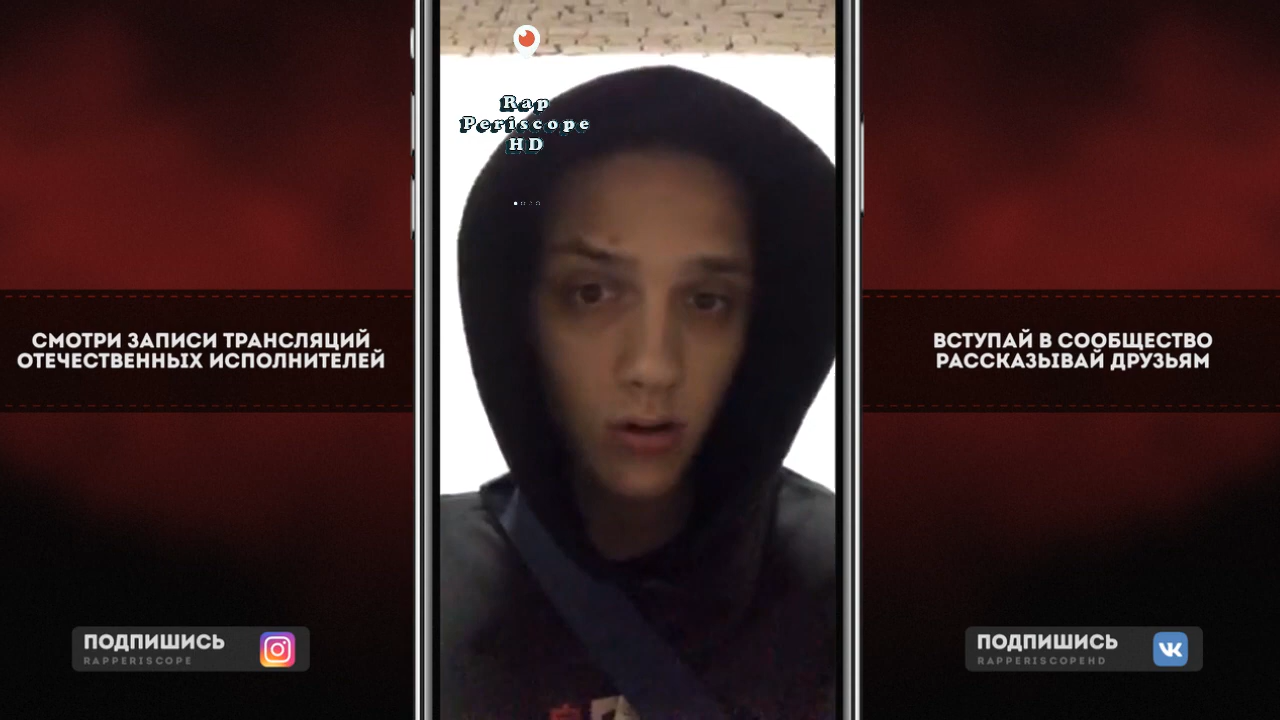 Rap
Periscope
HD
СМОТРИ ЗАПИСИ ТРАНСЛЯЦИЙ
ОТЕЧЕСТВЕННЫХ ИСПОЛНИТЕЛЕЙ
ВСТУПАЙ В СООБЩЕСТВО
РАССКАЗЫВАЙ ДРУЗЬЯМ
ПОДПИШИСЬ
RAPPERISCOPE
ПОДПИШИСЬ
RAPPERISCOPEHD